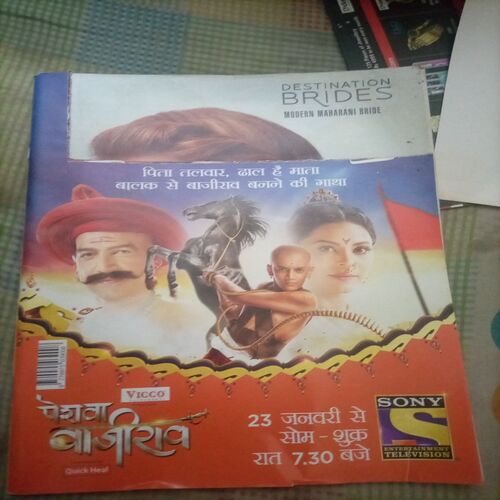 DESTINATION
BRIDES
MODERN MAHARANI BRIDE
पिता तलवार, ढाल है माता
बालक से बाजीराव बनने की गाथा
VICCO
पेशवा
बाजीराव
Quick Heal
23 जनवरी से
सोम - शुक्र
रात 7.30 बजे
SONY
S
ENTERTAINMENT
TELEVISION